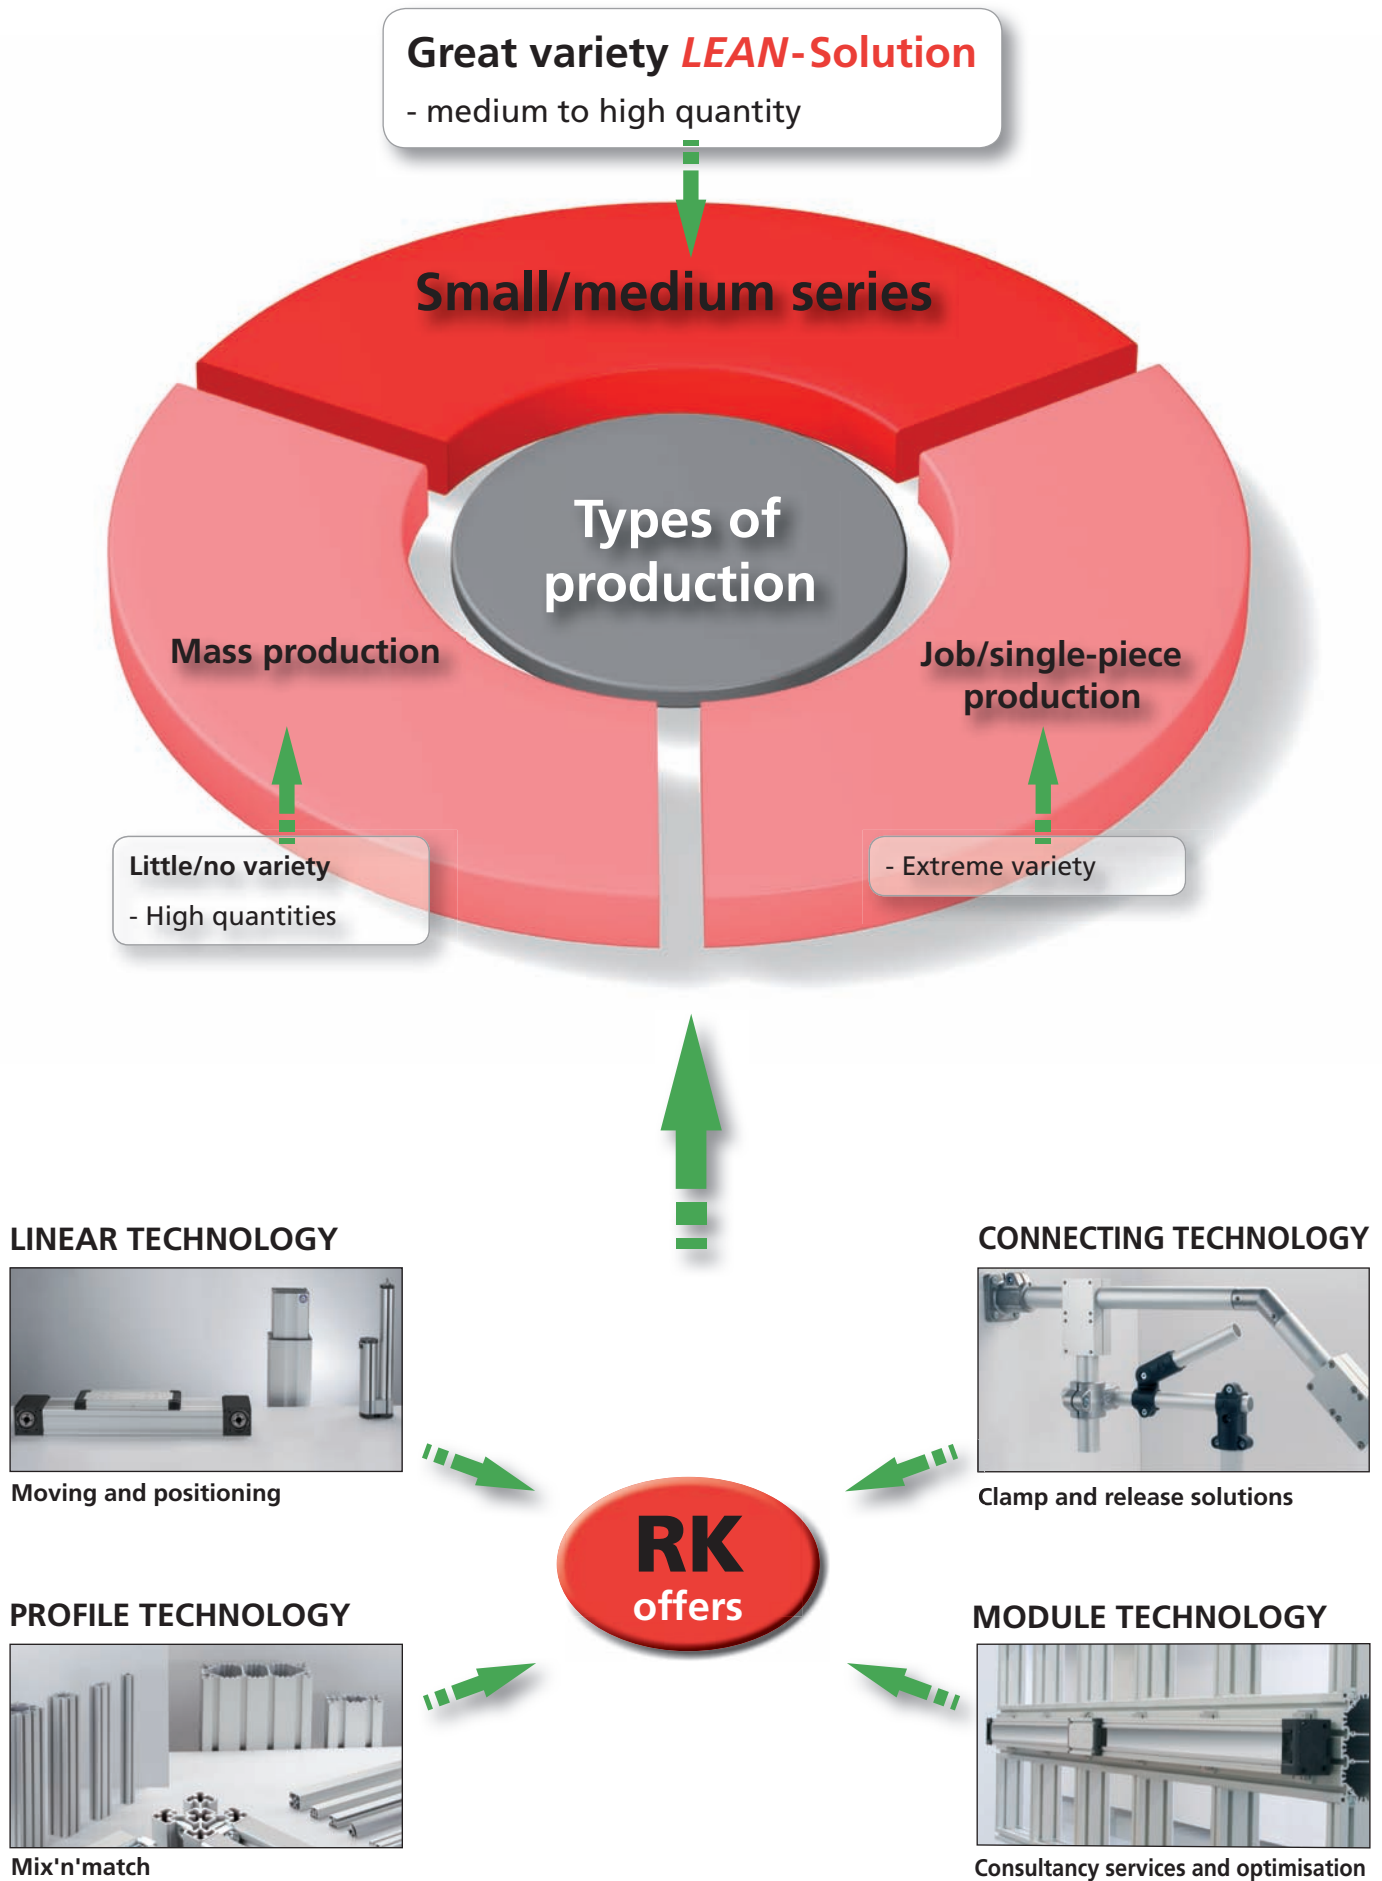 Great variety LEAN-Solution
- medium to high quantity
Small/medium series
Types of
production
Mass production
Job/single-piece
production
Little/no variety
- High quantities
- Extreme variety
LINEAR TECHNOLOGY
CONNECTING TECHNOLOGY
Moving and positioning
Clamp and release solutions
RK
offers
PROFILE TECHNOLOGY
MODULE TECHNOLOGY
Mix'n'match
Consultancy services and optimisation